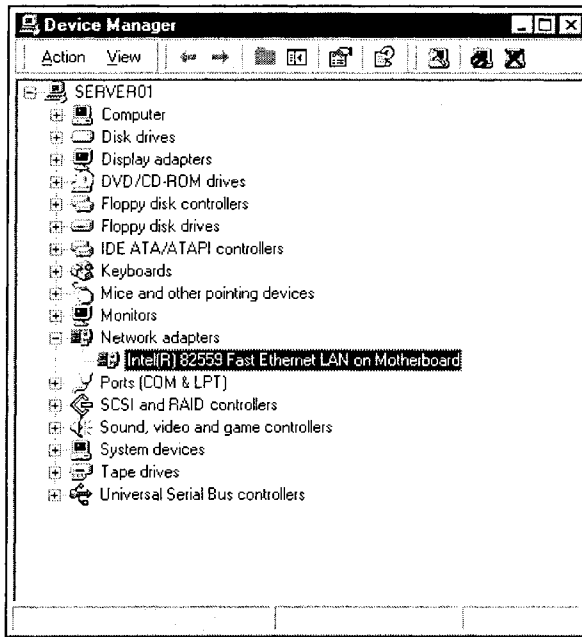 Device Manager
Action View
SERVER01
Computer
Disk drives
Display adapters
DVD/CD-ROM drives
Floppy disk controllers
Floppy disk drives
IDE ATA/ATAPI controllers
Keyboards
Mice and other pointing devices
Monitors
Network adapters
Intel(R) 82559 Fast Ethernet LAN on Motherboard
Ports (COM & LPT)
SCSI and RAID controllers
Sound, video and game controllers
System devices
Tape drives
Universal Serial Bus controllers